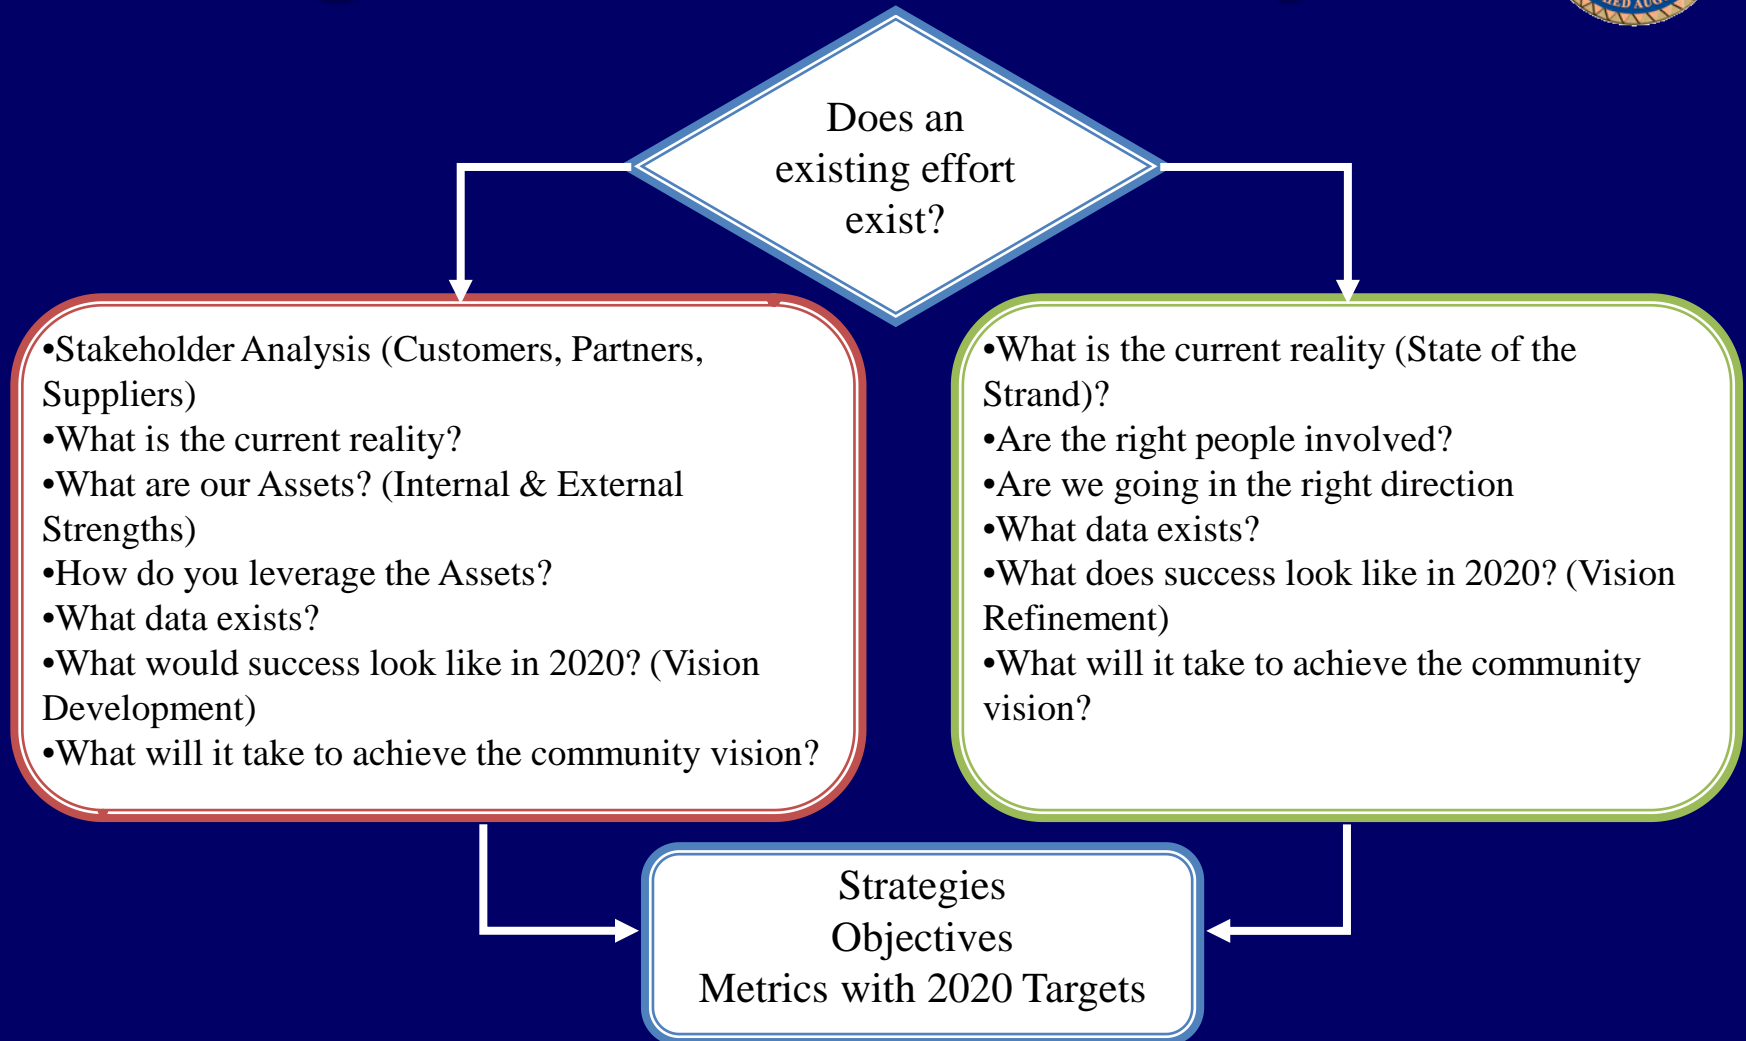 Does an
existing effort
exist?
•Stakeholder Analysis (Customers, Partners,
Suppliers)
•What is the current reality?
•What are our Assets? (Internal & External
Strengths)
•How do you leverage the Assets?
•What data exists?
•What would success look like in 2020? (Vision
Development)
•What will it take to achieve the community vision?
•What is the current reality (State of the
Strand)?
•Are the right people involved?
•Are we going in the right direction
•What data exists?
•What does success look like in 2020? (Vision
Refinement)
•What will it take to achieve the community
vision?
Strategies
Objectives
Metrics with 2020 Targets